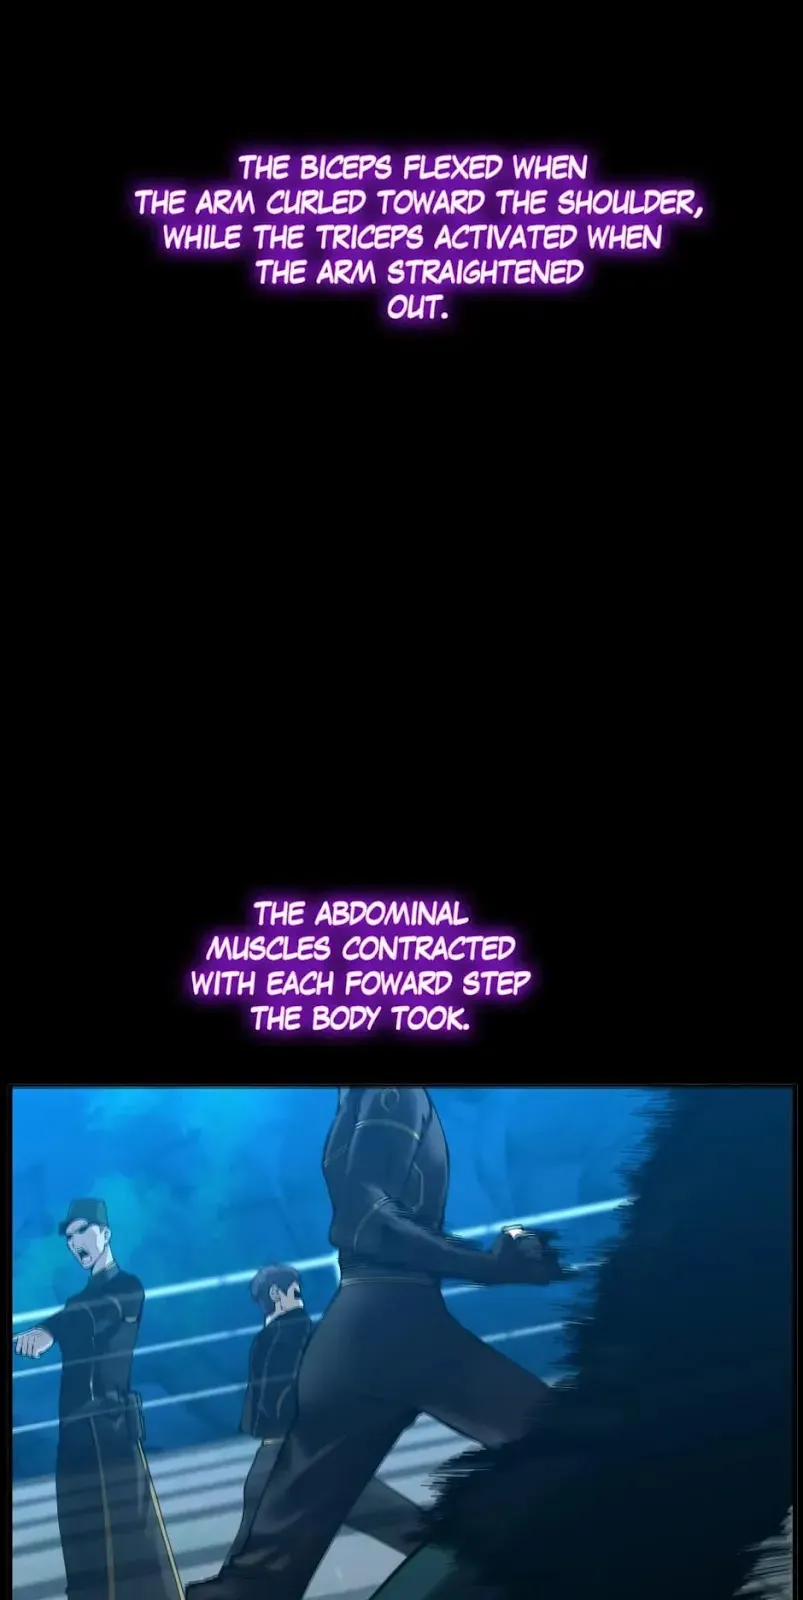 THE BICEPS FLEXED WHEN
THE ARM CURLED TOWARD THE SHOULDER,
WHILE THE TRICEPS ACTIVATED WHEN
THE ARM STRAIGHTENED
OUT.
THE ABDOMINAL
MUSCLES CONTRACTED
WITH EACH FOWARD STEP
THE BODY TOOK.